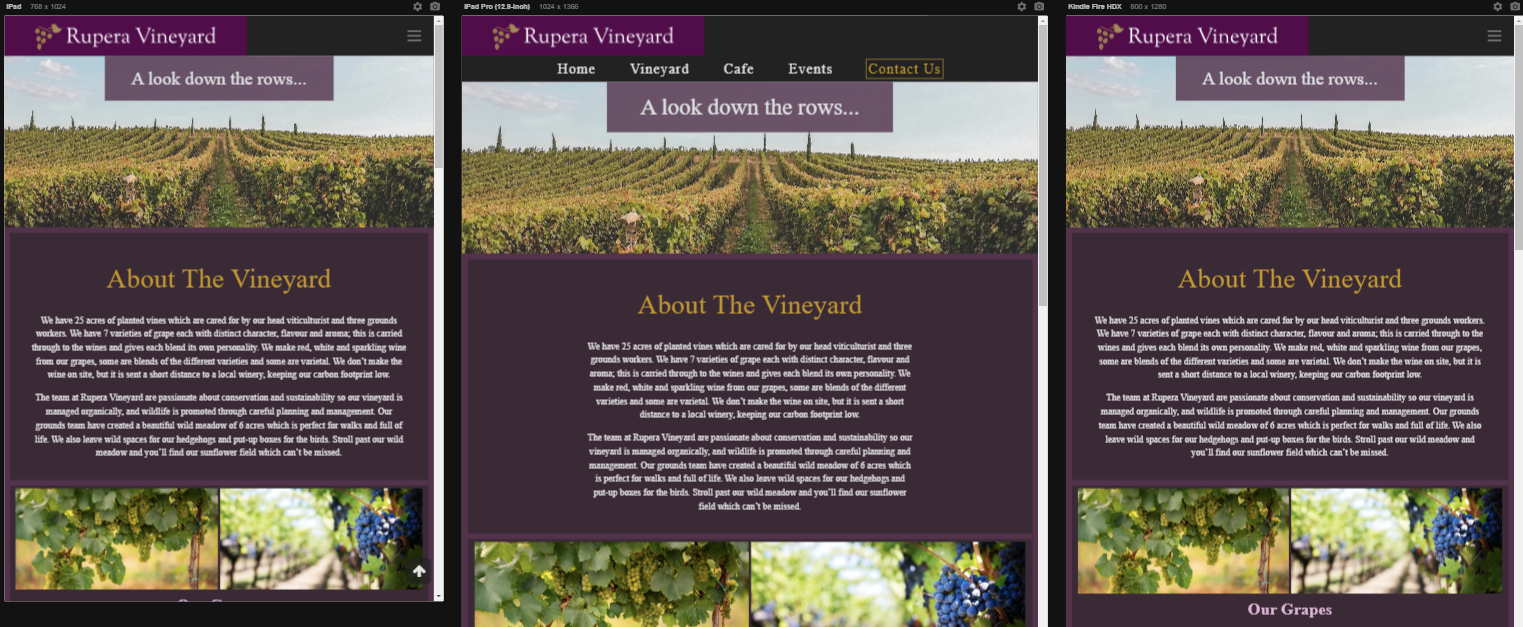 iPad 768 x 1024
Rupera Vineyard
A look down the rows...
About The Vineyard
We have 25 acres of planted vines which are cared for by our head viticulturist and three grounds
workers. We have 7 varieties of grape each with distinct character, flavour and aroma; this is carried
through to the wines and gives each blend its own personality. We make red, white and sparkling wine
from our grapes, some are blends of the different varieties and some are varietal. We don't make the
wine on site, but it is sent a short distance to a local winery, keeping our carbon footprint low.
The team at Rupera Vineyard are passionate about conservation and sustainability so our vineyard is
managed organically, and wildlife is promoted through careful planning and management. Our
grounds team have created a beautiful wild meadow of 6 acres which is perfect for walks and full of
life. We also leave wild spaces for our hedgehogs and put-up boxes for the birds. Stroll past our wild
meadow and you'll find our sunflower field which can't be missed.
iPad Pro (12.9-inch) 1024 x 1366
Rupera Vineyard
Home Vineyard Cafe Events Contact Us
A look down the rows...
About The Vineyard
We have 25 acres of planted vines which are cared for by our head viticulturist and three
grounds workers. We have 7 varieties of grape each with distinct character, flavour and
aroma; this is carried through to the wines and gives each blend its own personality. We
make red, white and sparkling wine from our grapes, some are blends of the different
varieties and some are varietal. We don't make the wine on site, but it is sent a short
distance to a local winery, keeping our carbon footprint low.
The team at Rupera Vineyard are passionate about conservation and sustainability so our
vineyard is managed organically, and wildlife is promoted through careful planning and
management. Our grounds team have created a beautiful wild meadow of 6 acres which
is perfect for walks and full of life. We also leave wild spaces for our hedgehogs and
put-up boxes for the birds. Stroll past our wild meadow and you'll find our sunflower
field which can't be missed.
Kindle Fire HDX 800 x 1280
Rupera Vineyard
A look down the rows...
About The Vineyard
We have 25 acres of planted vines which are cared for by our head viticulturist and three grounds workers.
We have 7 varieties of grape each with distinct character, flavour and aroma; this is carried through to the
wines and gives each blend its own personality. We make red, white and sparkling wine from our grapes,
some are blends of the different varieties and some are varietal. We don't make the wine on site, but it is
sent a short distance to a local winery, keeping our carbon footprint low.
The team at Rupera Vineyard are passionate about conservation and sustainability so our vineyard is
managed organically, and wildlife is promoted through careful planning and management. Our grounds
team have created a beautiful wild meadow of 6 acres which is perfect for walks and full of life. We also
leave wild spaces for our hedgehogs and put-up boxes for the birds. Stroll past our wild meadow and
you'll find our sunflower field which can't be missed.
Our Grapes